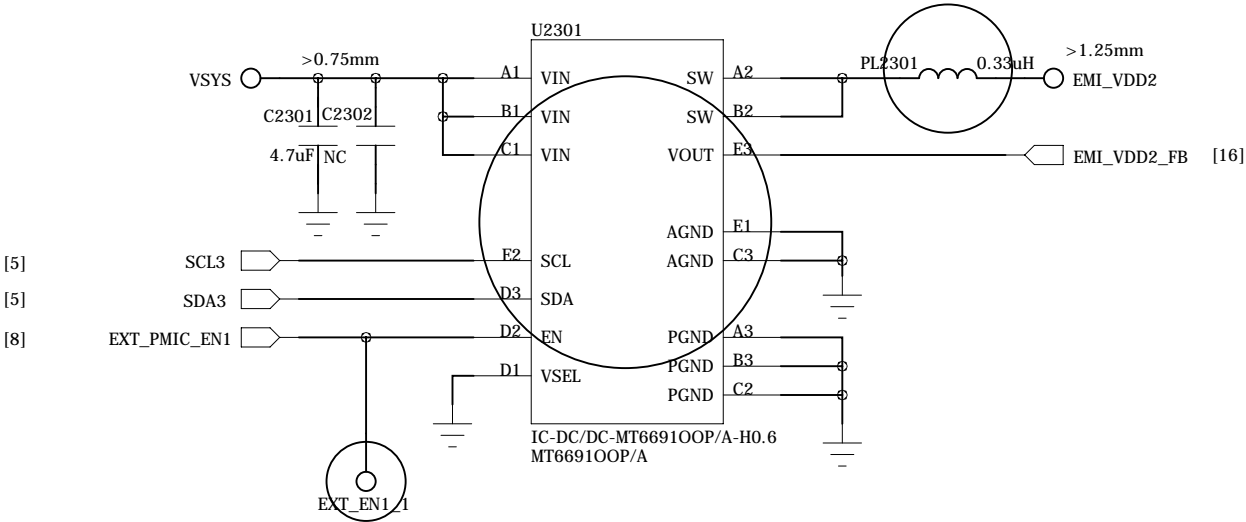 U2301
>0.75mm
VSYS
C2301 C2302
4.7uF NC
A1 VIN
B1 VIN
C1 VIN
SW A2
SW B2
VOUT E3
PL2301 0.33uH
>1.25mm
EMI_VDD2
EMI_VDD2_FB [16]
AGND E1
AGND C3
[5] SCL3 E2 SCL
[5] SDA3 D3 SDA
[8] EXT_PMIC_EN1 D2 EN
D1 VSEL
PGND A3
PGND B3
PGND C2
IC-DC/DC-MT6691OOP/A-H0.6
MT6691OOP/A
EXT_EN1_1